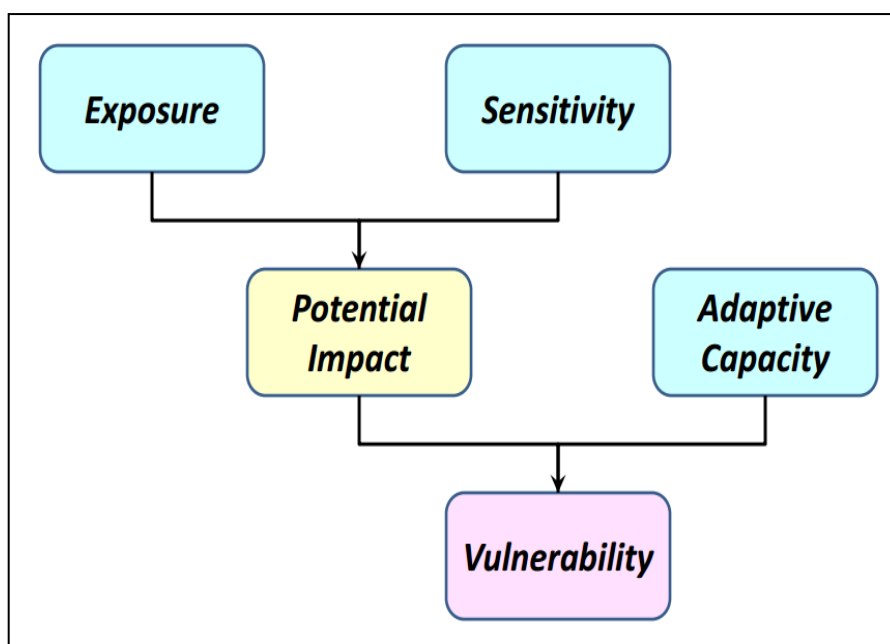 Exposure
Sensitivity
Potential
Impact
Adaptive
Capacity
Vulnerability